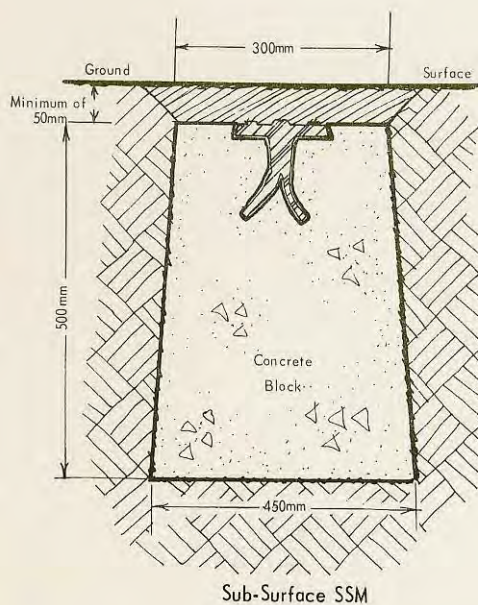 300mm
Ground Surface
Minimum of
50mm
500mm
Concrete
Block
450mm
Sub-Surface SSM